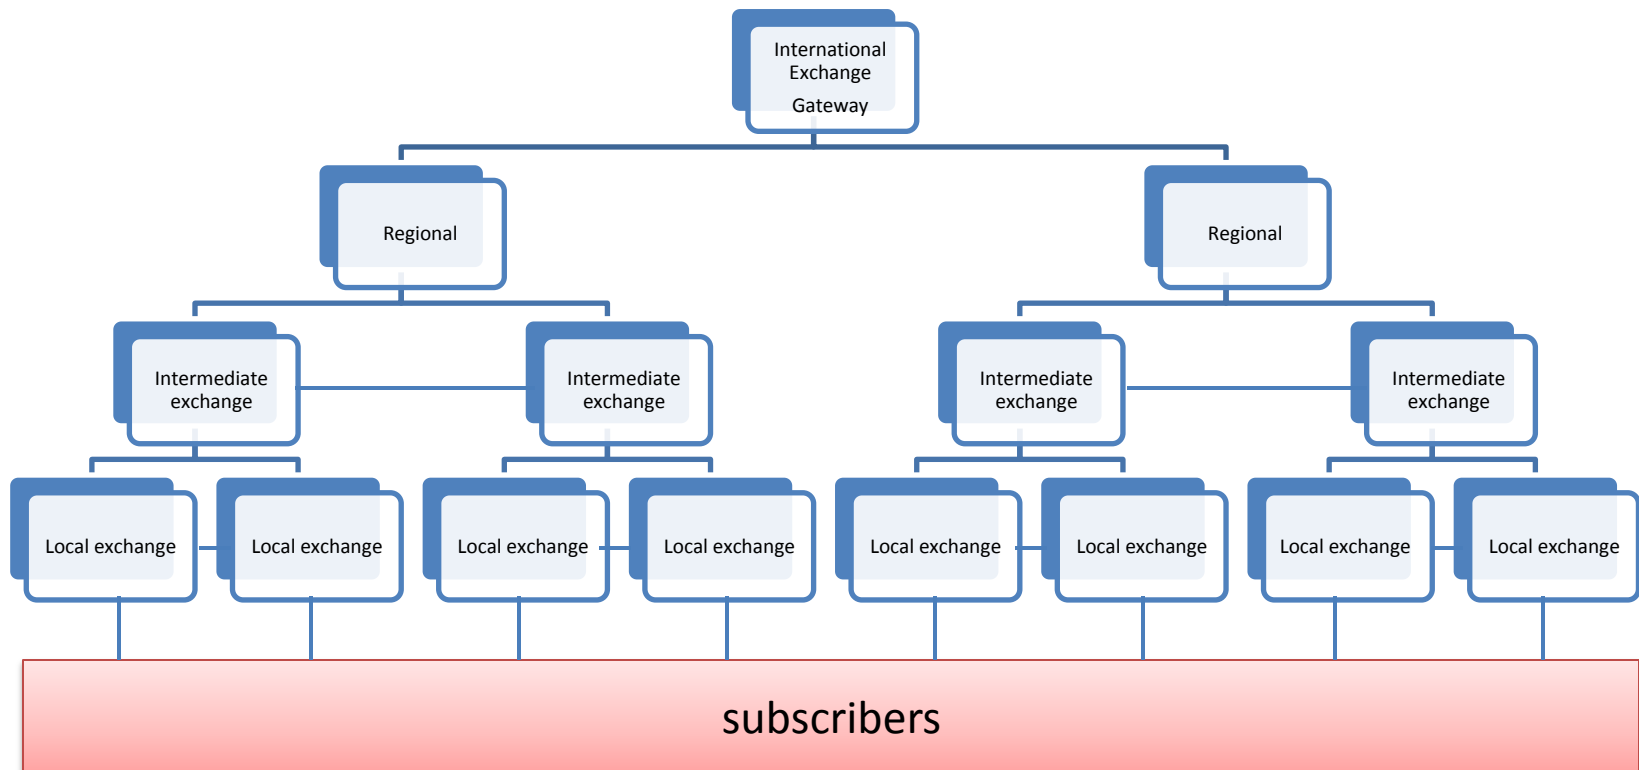 International
Exchange
Gateway
Regional
Regional
Intermediate
exchange
Intermediate
exchange
Intermediate
exchange
Intermediate
exchange
Local exchange
Local exchange
Local exchange
Local exchange
Local exchange
Local exchange
Local exchange
Local exchange
subscribers